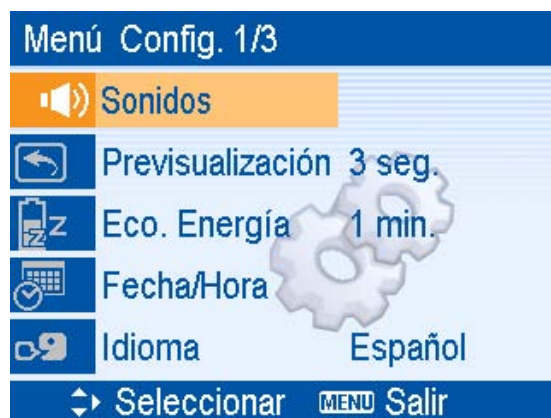 Menú Config. 1/3
Sonidos
Previsualización 3 seg.
Eco. Energía 1 min.
Fecha/Hora
Idioma Español
Seleccionar MENU Salir